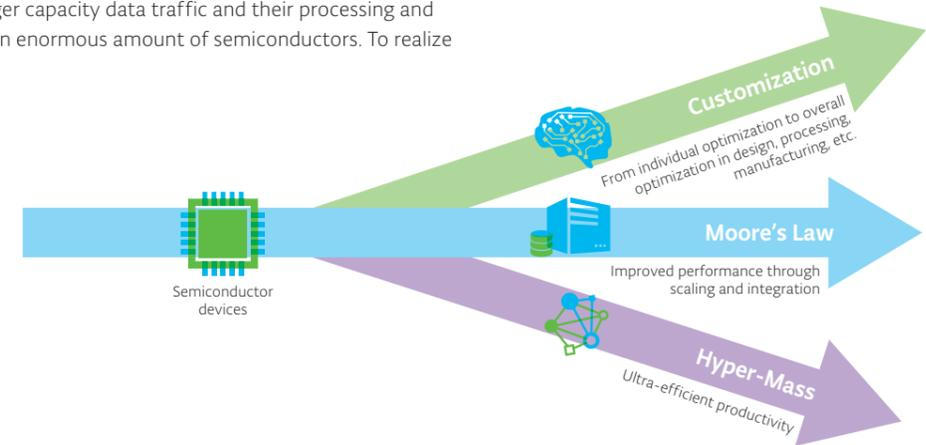 capacity data traffic and their processing and
enormous amount of semiconductors. To realize
Customization
From individual optimization to overall
optimization in design, processing,
manufacturing, etc.
Moore's Law
Improved performance through
scaling and integration
Semiconductor
devices
Hyper-Mass
Ultra-efficient productivity